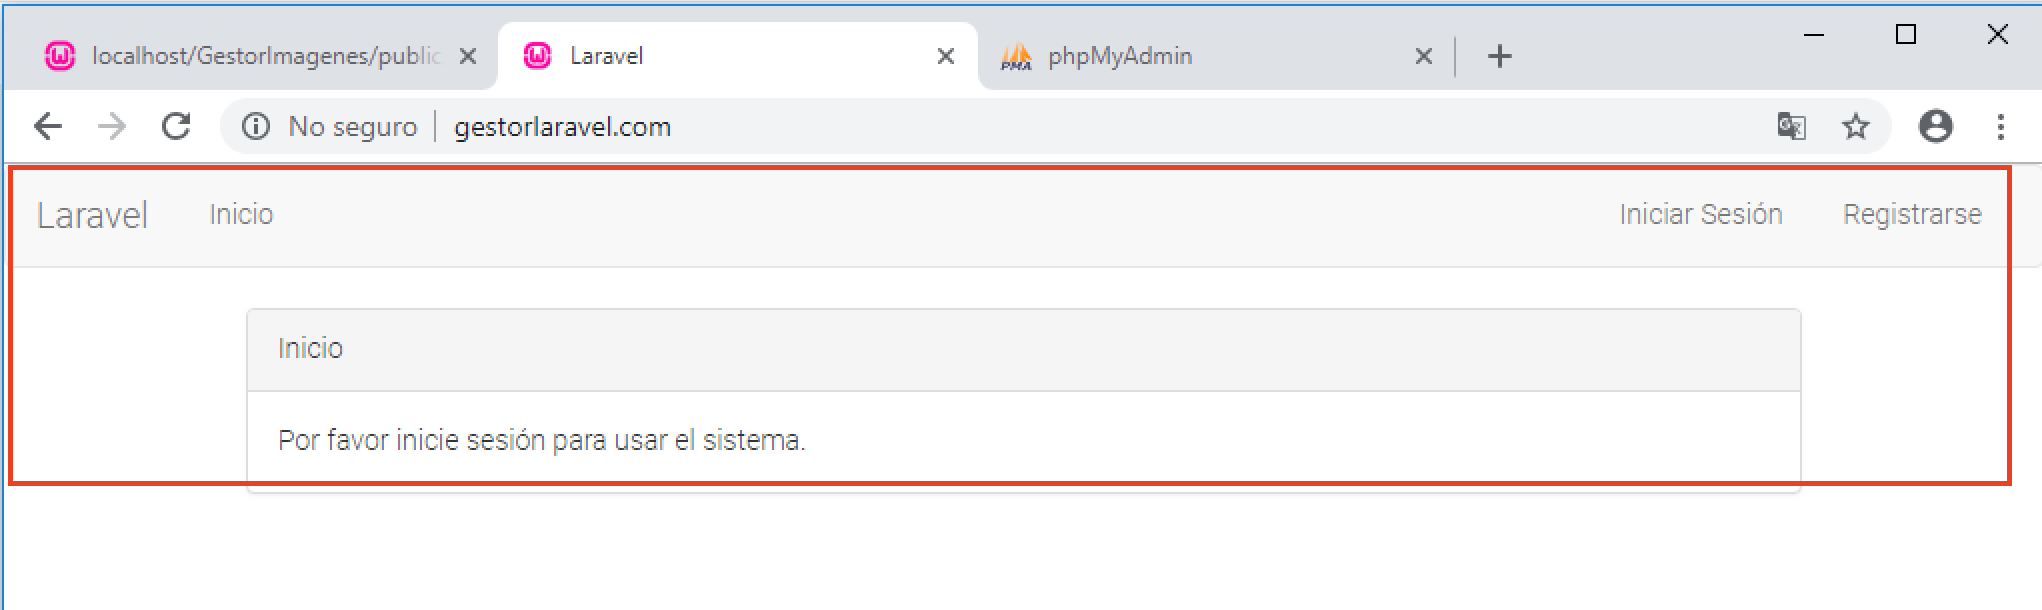 localhost/GestorImagenes/public
Laravel
phpMyAdmin
No seguro
gestorlaravel.com
Laravel
Inicio
Iniciar Sesión
Registrarse
Inicio
Por favor inicie sesión para usar el sistema.